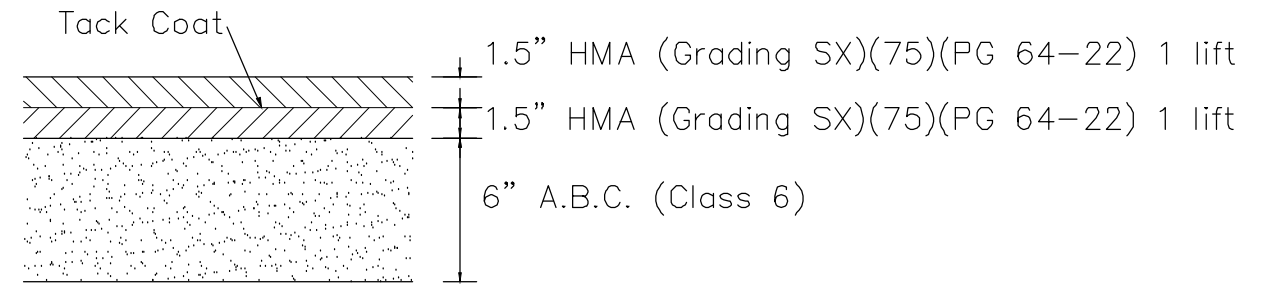 Tack Coat
1.5" HMA (Grading SX)(75)(PG 64-22) 1 lift
1.5" HMA (Grading SX)(75)(PG 64-22) 1 lift
6" A.B.C. (Class 6)